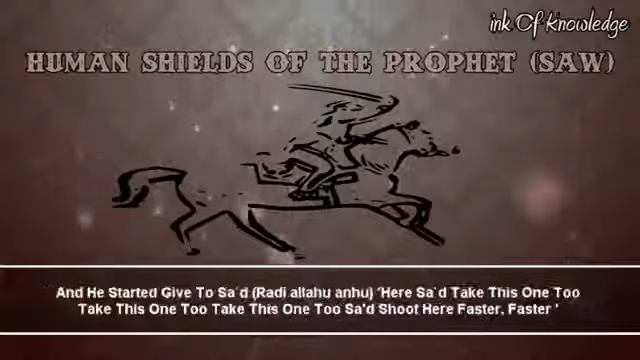 ink Of Knowledge
HUMAN SHIELDS OF THE PROPHET (SAW)
And He Started Give To Sa`d (Radi allahu anhu) 'Here Sa`d Take This One Too
Take This One Too Take This One Too Sa'd Shoot Here Faster, Faster '